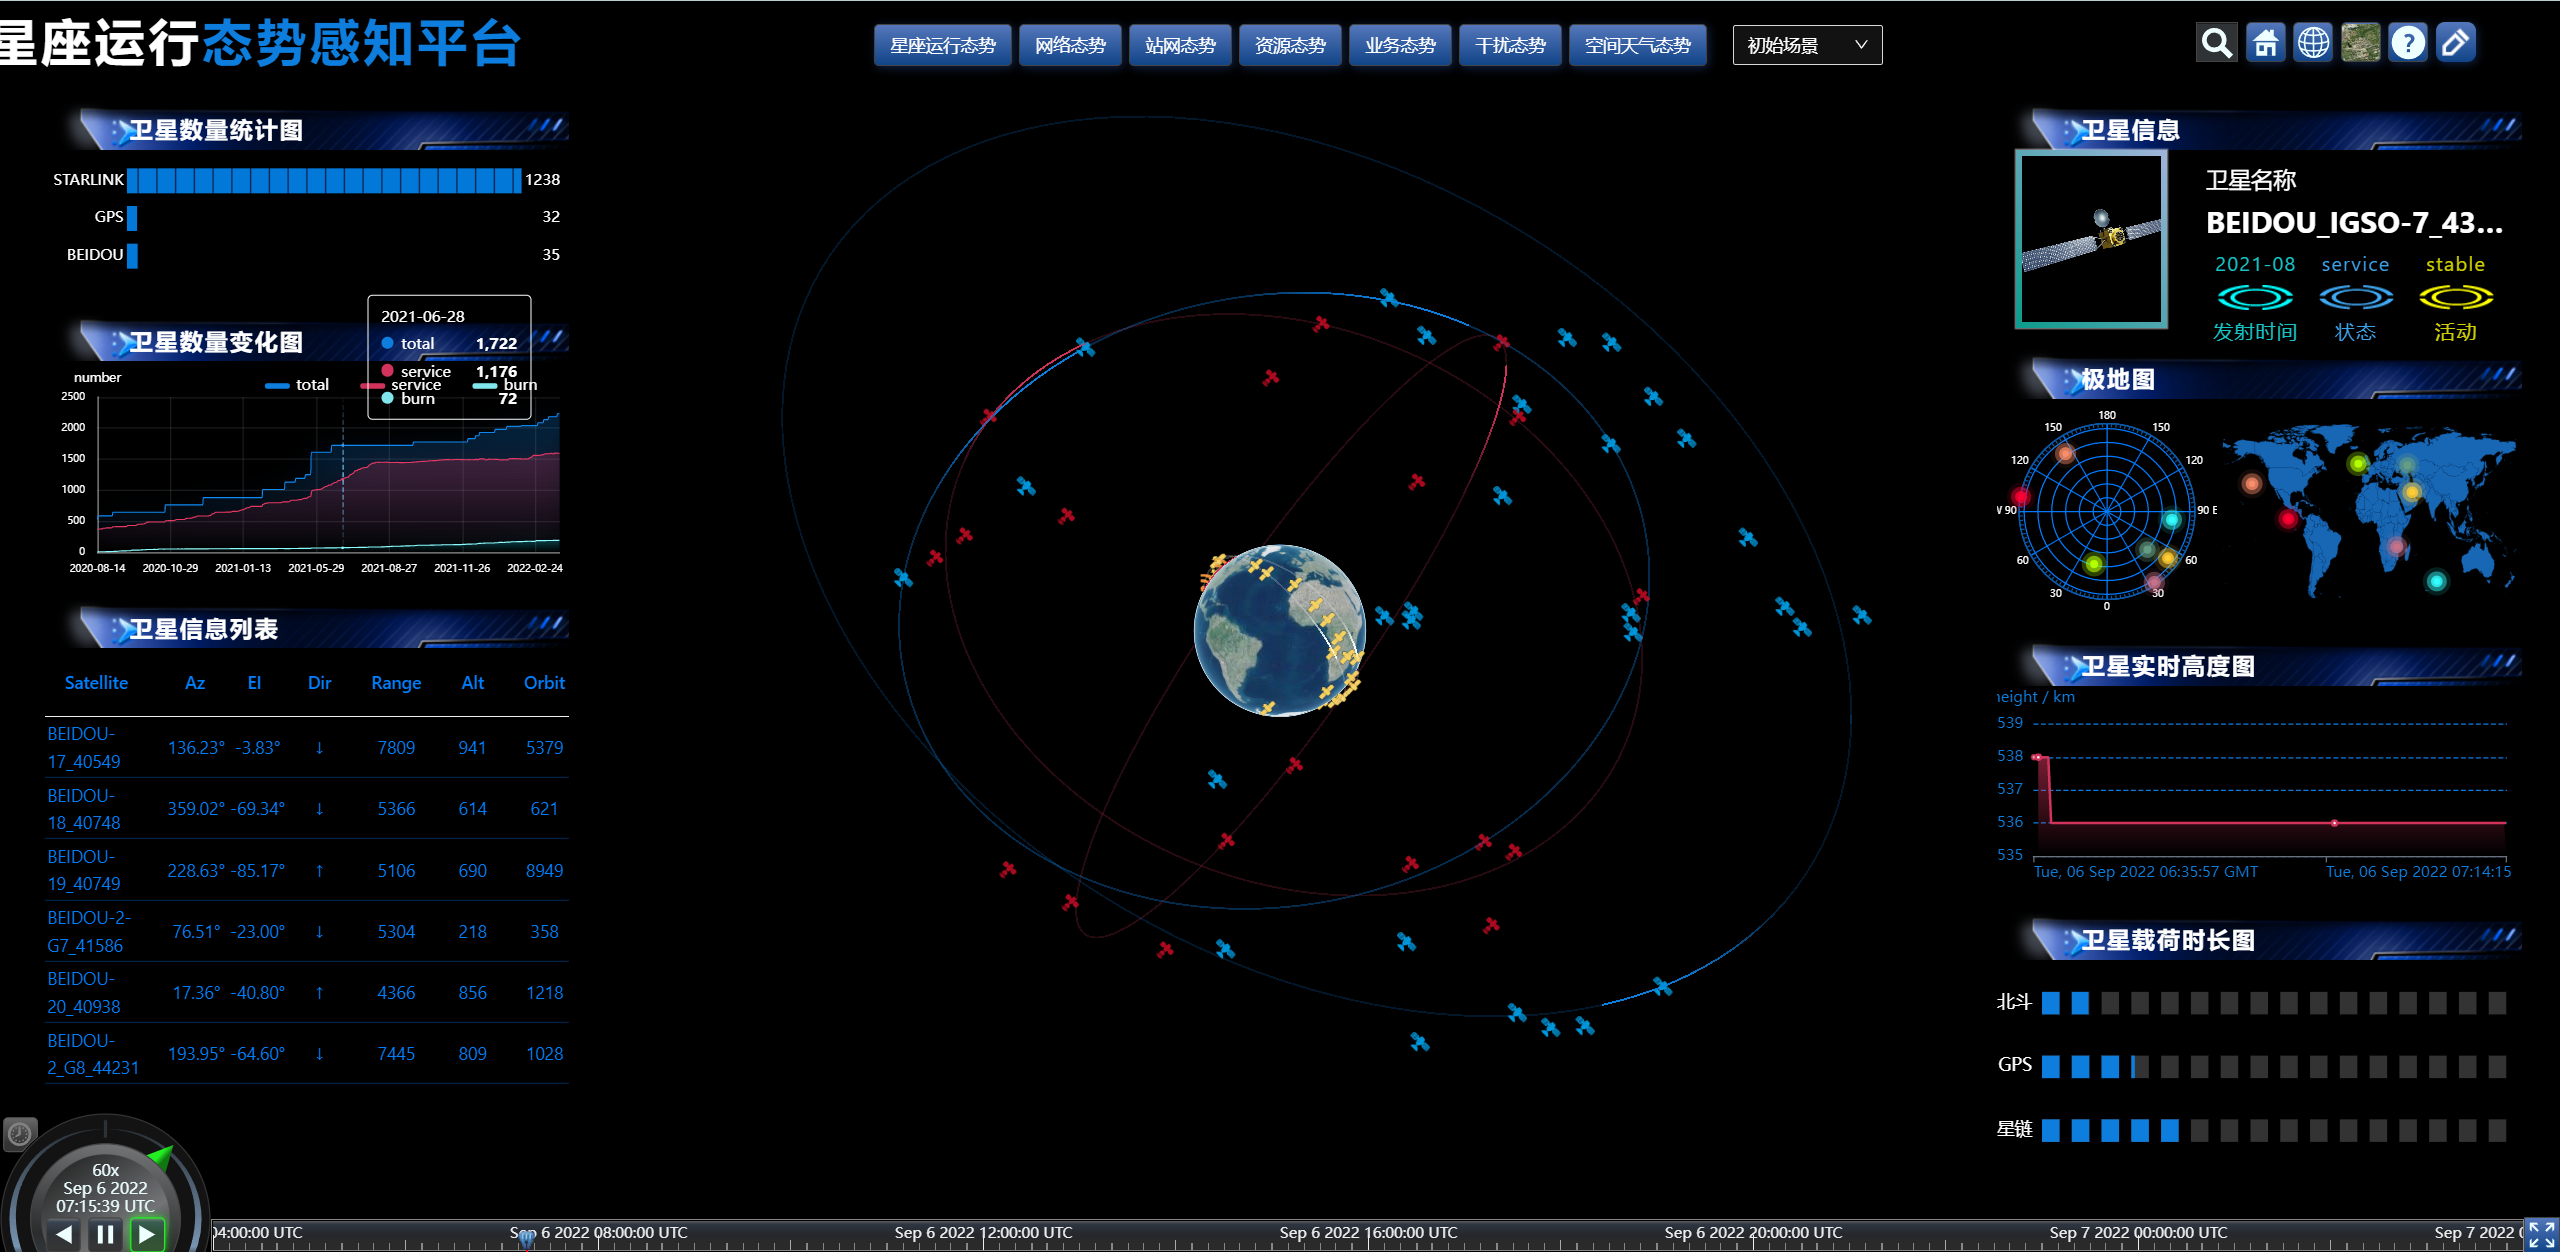 星座运行态势感知平台
星座运行态势 网络态势 站网态势 资源态势 业务态势 干扰态势 空间天气态势 初始场景
卫星数量统计图
STARLINK 1238
GPS 32
BEIDOU 35
卫星数量变化图
2021-06-28
total 1,722
service 1,176
burn 72
number
total service burn
2500
2000
1500
1000
500
0
2020-08-14 2020-10-29 2021-01-13 2021-05-29 2021-08-27 2021-11-26 2022-02-24
卫星信息列表
Satellite Az El Dir Range Alt Orbit
BEIDOU-
17_40549 136.23° -3.83° ↓ 7809 941 5379
BEIDOU-
18_40748 359.02° -69.34° ↓ 5366 614 621
BEIDOU-
19_40749 228.63° -85.17° ↑ 5106 690 8949
BEIDOU-2-
G7_41586 76.51° -23.00° ↓ 5304 218 358
BEIDOU-
20_40938 17.36° -40.80° ↑ 4366 856 1218
BEIDOU-
2_G8_44231 193.95° -64.60° ↓ 7445 809 1028
卫星信息
卫星名称
BEIDOU_IGSO-7_43...
2021-08 service stable
发射时间 状态 活动
极地图
180
150 150
120 120
W 90 90 E
60 60
30 30
0
卫星实时高度图
height / km
539
538
537
536
535
Tue, 06 Sep 2022 06:35:57 GMT Tue, 06 Sep 2022 07:14:15
卫星载荷时长图
北斗
GPS
星链
60x
Sep 6 2022
07:15:39 UTC
04:00:00 UTC Sep 6 2022 08:00:00 UTC Sep 6 2022 12:00:00 UTC Sep 6 2022 16:00:00 UTC Sep 6 2022 20:00:00 UTC Sep 7 2022 00:00:00 UTC Sep 7 2022